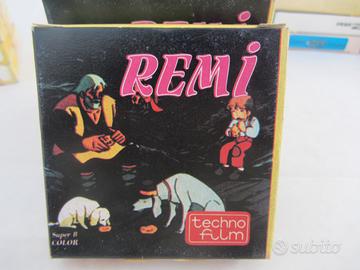 REMi
Super 8
COLOR
techno
film
subito